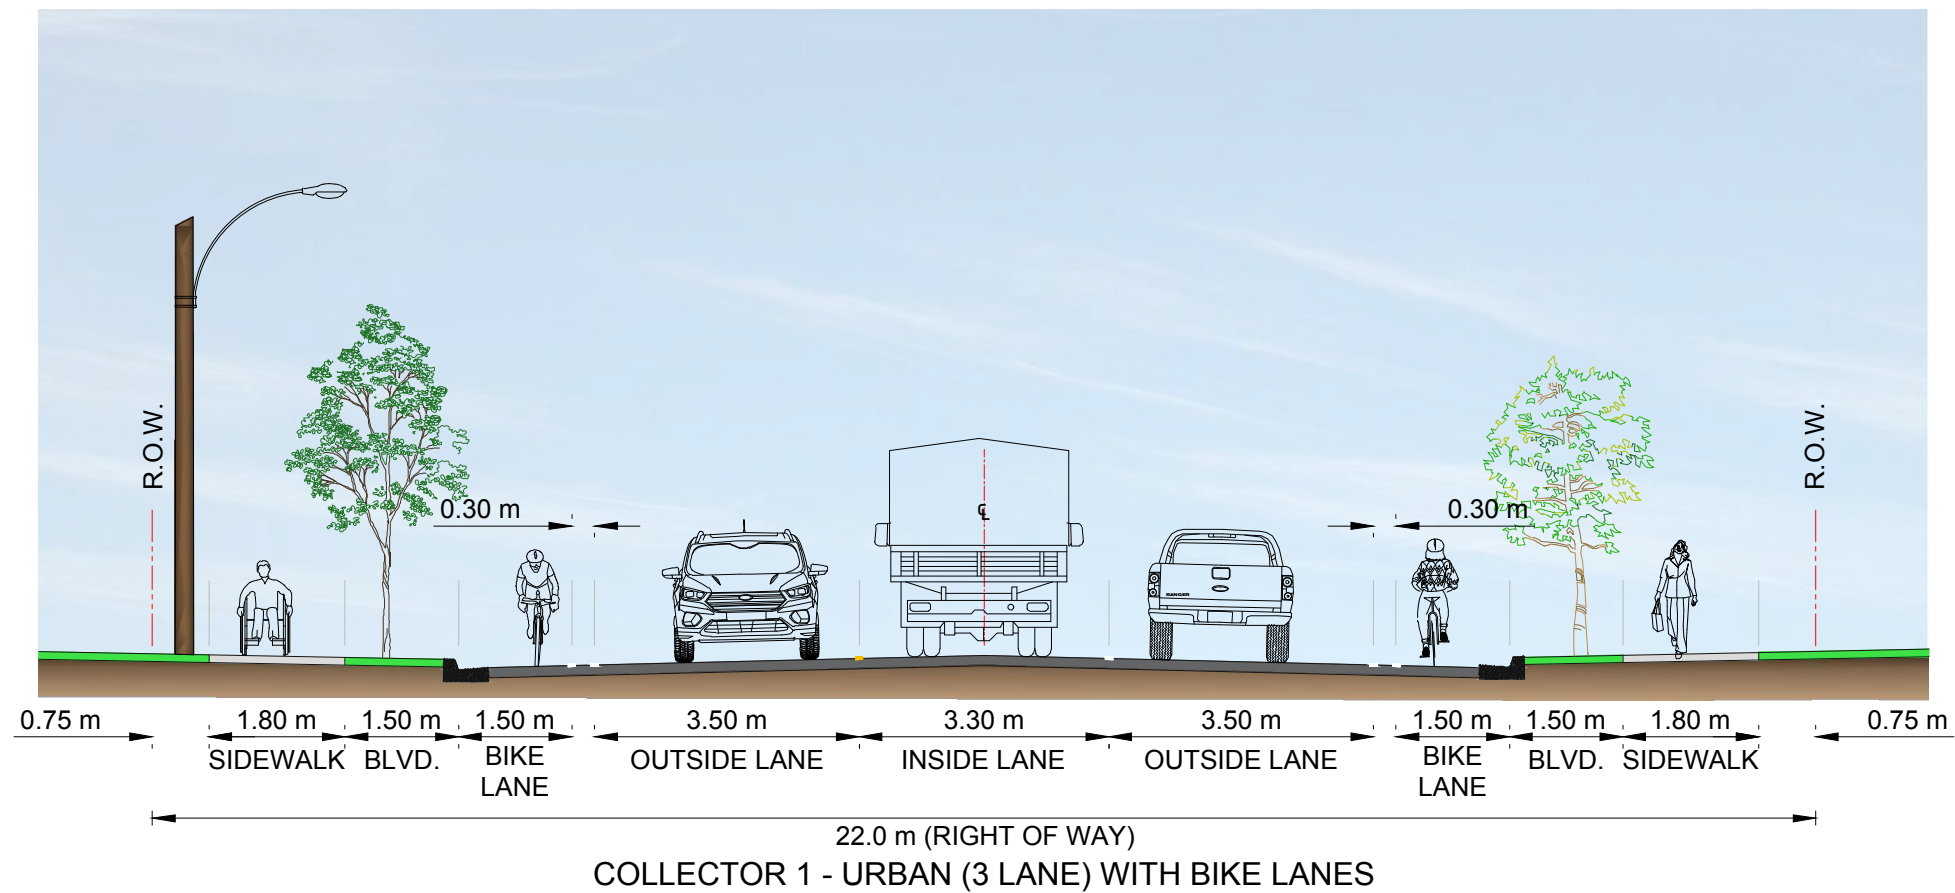 R.O.W.
R.O.W.
0.30 m
℄
0.30 m
RANGER
0.75 m
1.80 m
1.50 m
1.50 m
3.50 m
3.30 m
3.50 m
1.50 m
1.50 m
1.80 m
0.75 m
SIDEWALK
BLVD.
BIKE
LANE
OUTSIDE LANE
INSIDE LANE
OUTSIDE LANE
BIKE
LANE
BLVD.
SIDEWALK
22.0 m (RIGHT OF WAY)
COLLECTOR 1 - URBAN (3 LANE) WITH BIKE LANES